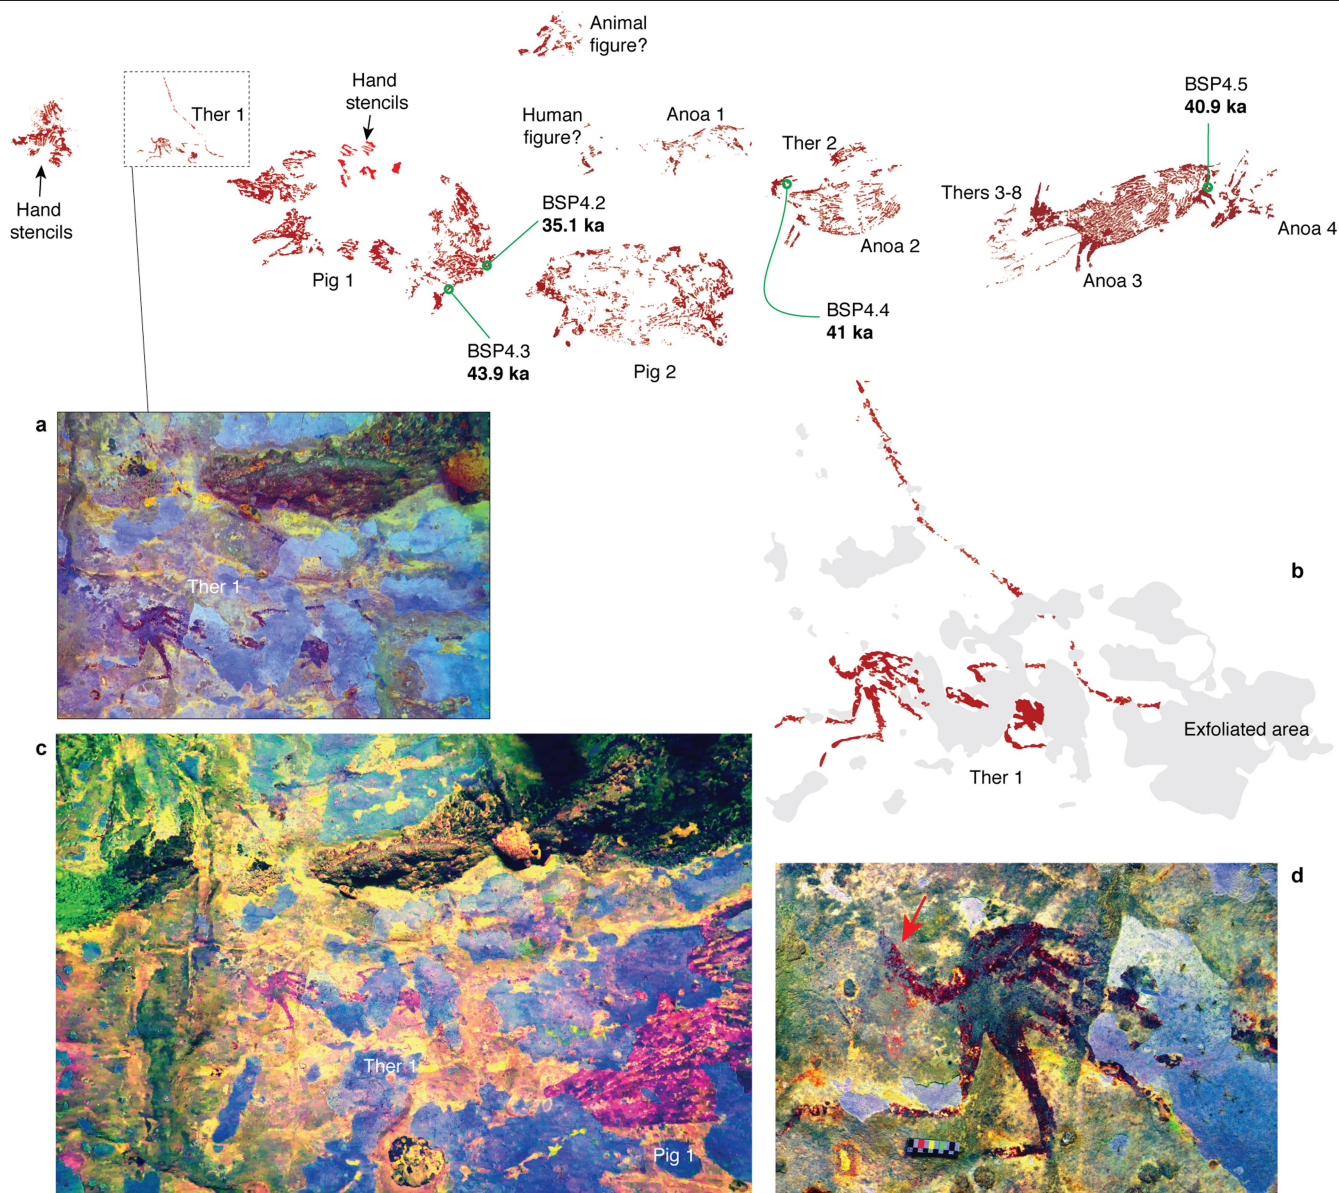 Animal
figure?
Hand
stencils
Ther 1
Hand
stencils
Human
figure?
Anoa 1
Ther 2
BSP4.5
40.9 ka
Thers 3-8
BSP4.2
35.1 ka
Pig 1
Anoa 2
Anoa 4
Anoa 3
BSP4.4
41 ka
BSP4.3
43.9 ka
Pig 2
a
Ther 1
b
Exfoliated area
Ther 1
c
Ther 1
Pig 1
d